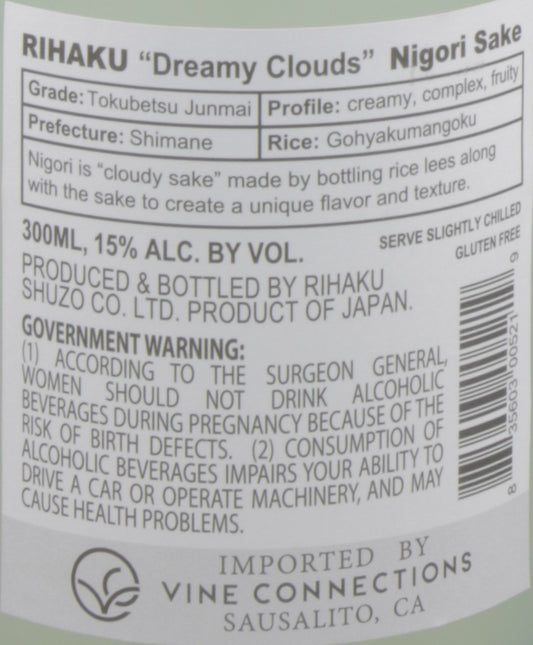 RIHAKU “Dreamy Clouds” Nigori Sake
Grade: Tokubetsu Junmai
Profile: creamy, complex, fruity
Prefecture: Shimane
Rice: Gohyakumangoku
Nigori is “cloudy sake” made by bottling rice lees along
with the sake to create a unique flavor and texture.
300ML, 15% ALC. BY VOL.
SERVE SLIGHTLY CHILLED
GLUTEN FREE
PRODUCED & BOTTLED BY RIHAKU
SHUZO CO. LTD. PRODUCT OF JAPAN.
GOVERNMENT WARNING:
(1) ACCORDING TO THE SURGEON GENERAL,
WOMEN SHOULD NOT DRINK ALCOHOLIC
BEVERAGES DURING PREGNANCY BECAUSE OF THE
RISK OF BIRTH DEFECTS. (2) CONSUMPTION OF
ALCOHOLIC BEVERAGES IMPAIRS YOUR ABILITY TO
DRIVE A CAR OR OPERATE MACHINERY, AND MAY
CAUSE HEALTH PROBLEMS.
8 35603 00521 9
IMPORTED BY
VINE CONNECTIONS
SAUSALITO, CA